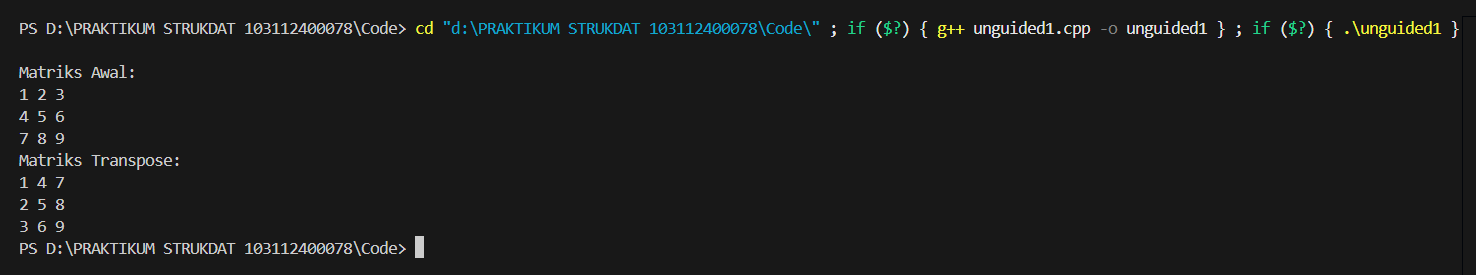 PS D:\PRAKTIKUM STRUKDAT 103112400078\Code> cd "d:\PRAKTIKUM STRUKDAT 103112400078\Code\" ; if ($?) { g++ unguided1.cpp -o unguided1 } ; if ($?) { .\unguided1 }
Matriks Awal:
1 2 3
4 5 6
7 8 9
Matriks Transpose:
1 4 7
2 5 8
3 6 9
PS D:\PRAKTIKUM STRUKDAT 103112400078\Code>